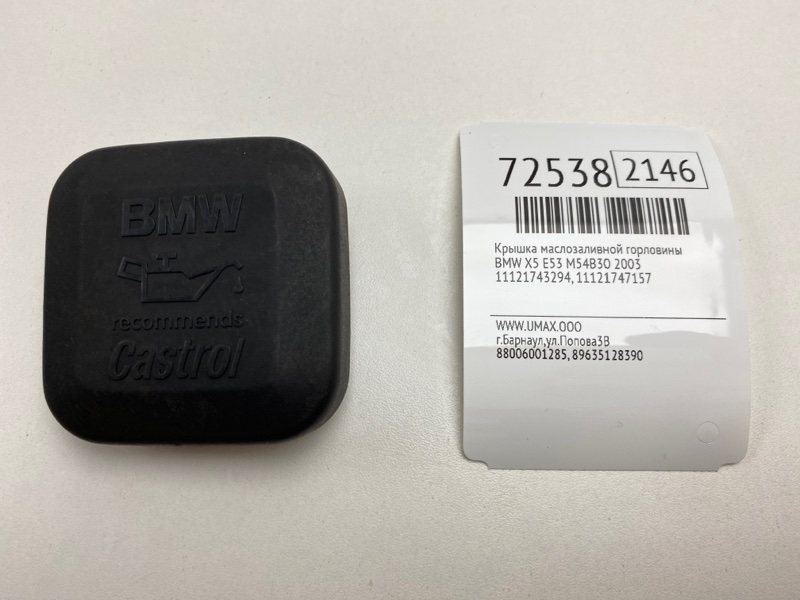 BMW
recommends
Castrol
72538 2146
Крышка маслозаливной горловины
BMW X5 E53 M54B30 2003
11121743294, 11121747157
WWW.UMAX.OOO
г.Барнаул,ул.Попова3В
88006001285, 89635128390